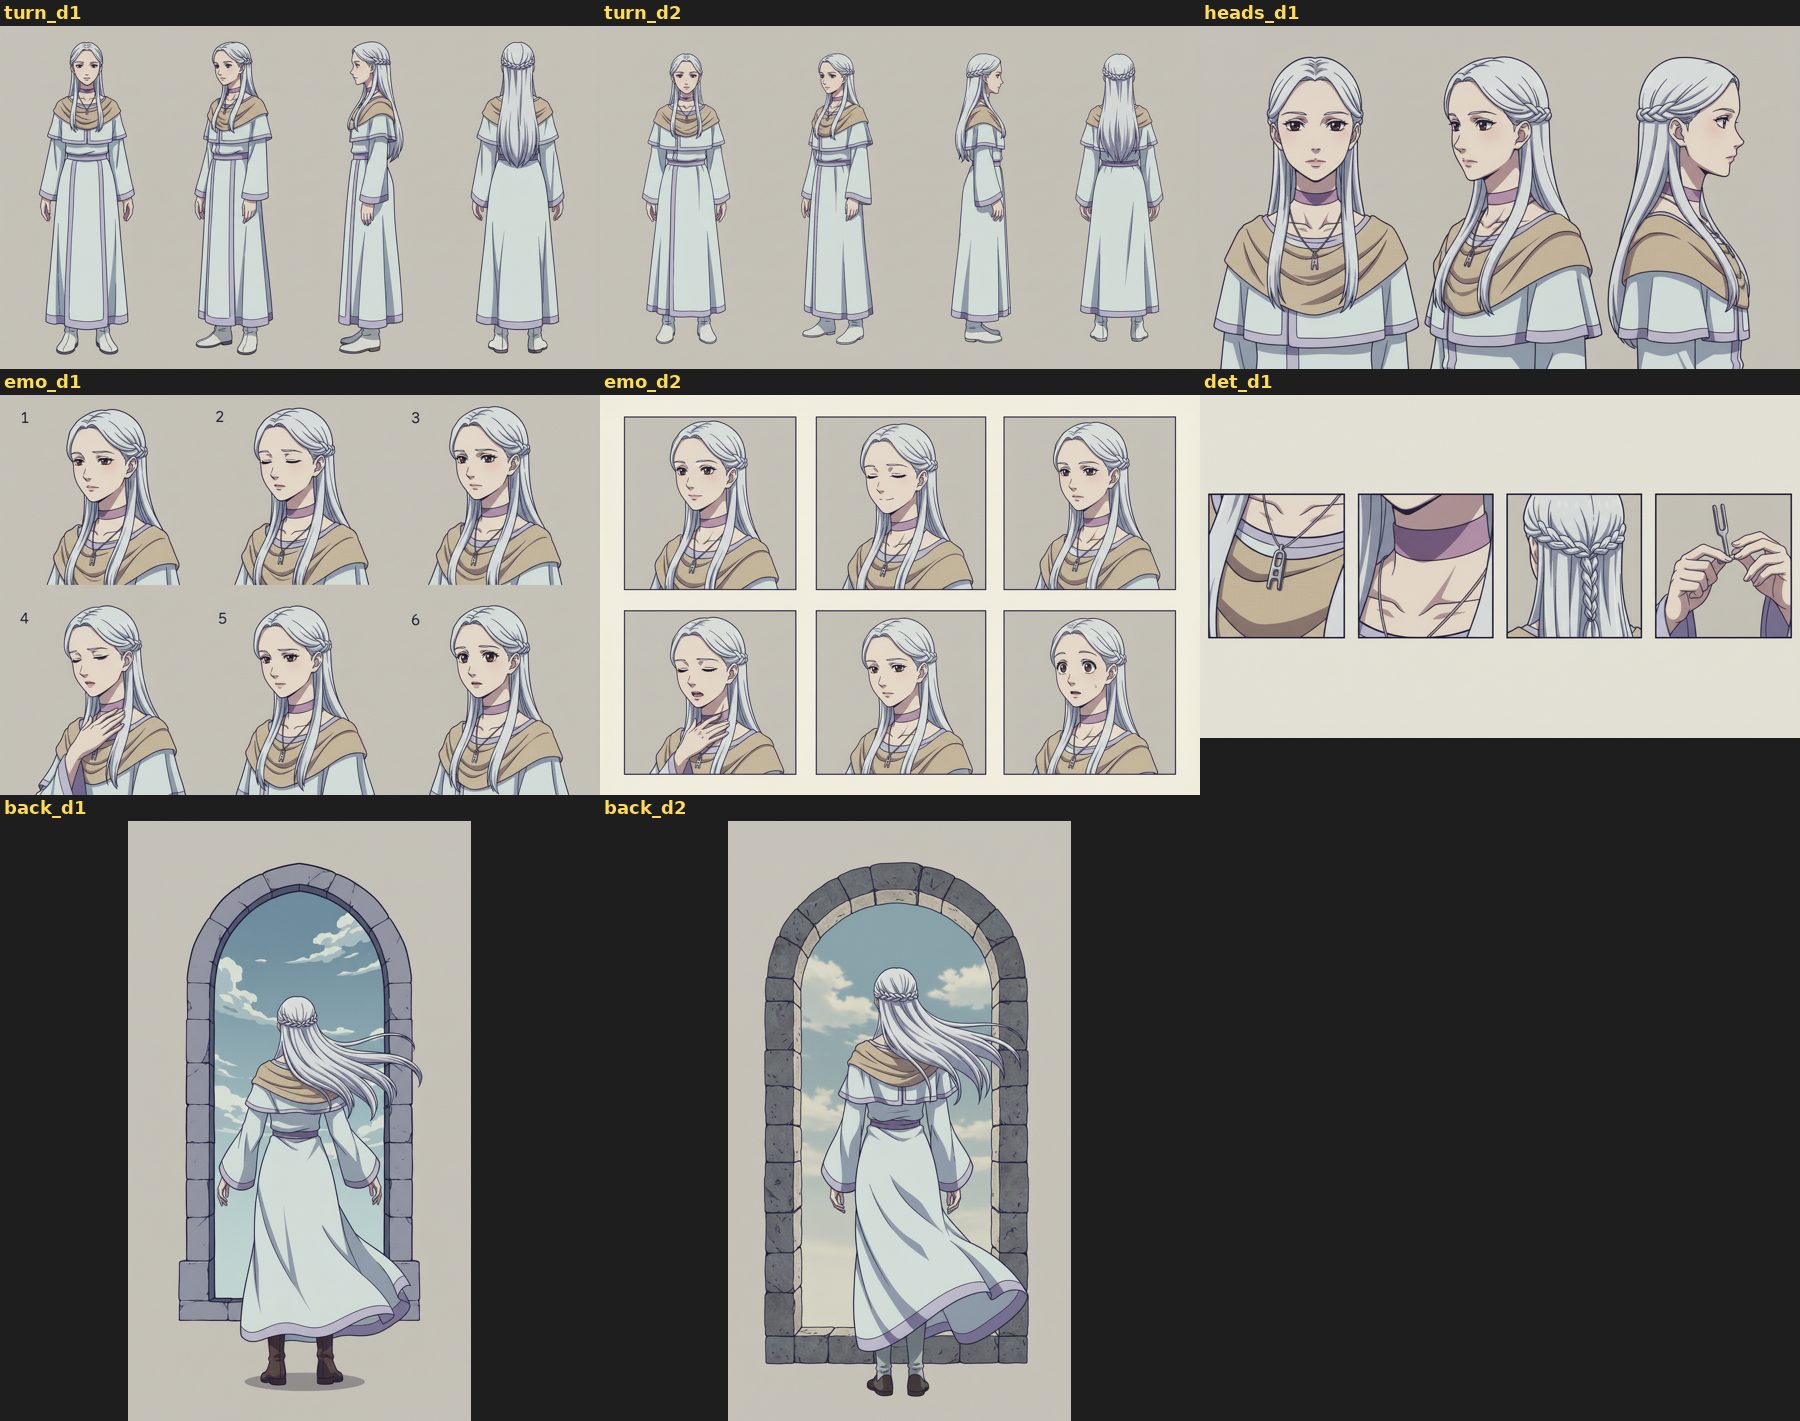 turn_d1
turn_d2
heads_d1
emo_d1
emo_d2
det_d1
1
2
3
4
5
6
back_d1
back_d2